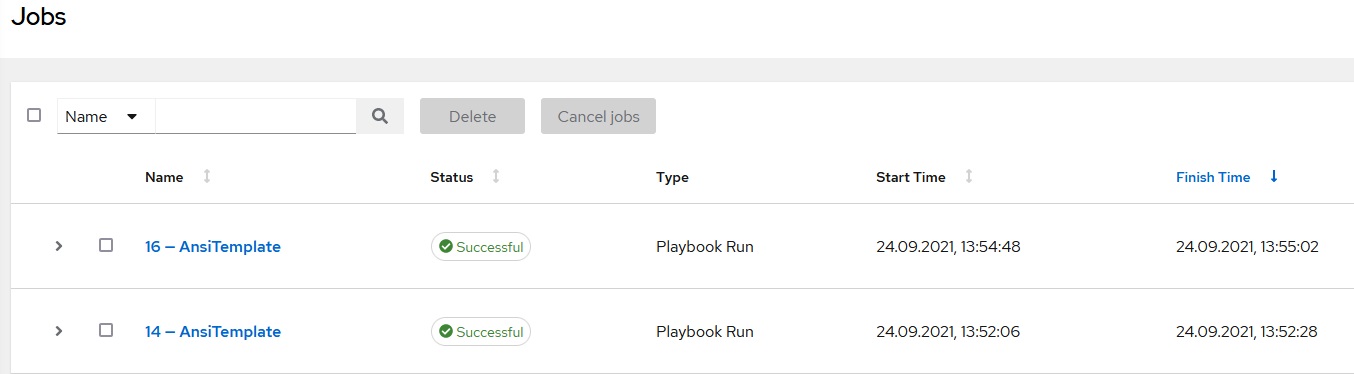 Jobs
Name Delete Cancel jobs
Name Status Type Start Time Finish Time
16 – AnsiTemplate Successful Playbook Run 24.09.2021, 13:54:48 24.09.2021, 13:55:02
14 – AnsiTemplate Successful Playbook Run 24.09.2021, 13:52:06 24.09.2021, 13:52:28